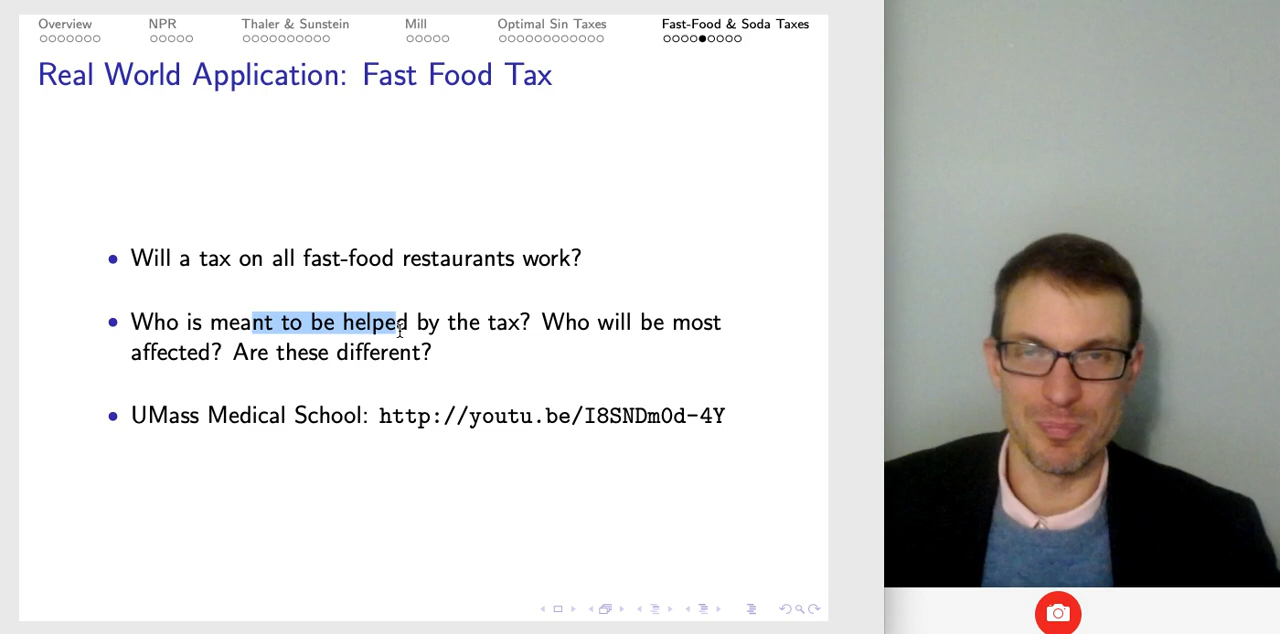 Overview NPR Thaler & Sunstein Mill Optimal Sin Taxes Fast-Food & Soda Taxes
Real World Application: Fast Food Tax
Will a tax on all fast-food restaurants work?
Who is meant to be helped by the tax? Who will be most
affected? Are these different?
UMass Medical School: http://youtu.be/I8SNDm0d-4Y